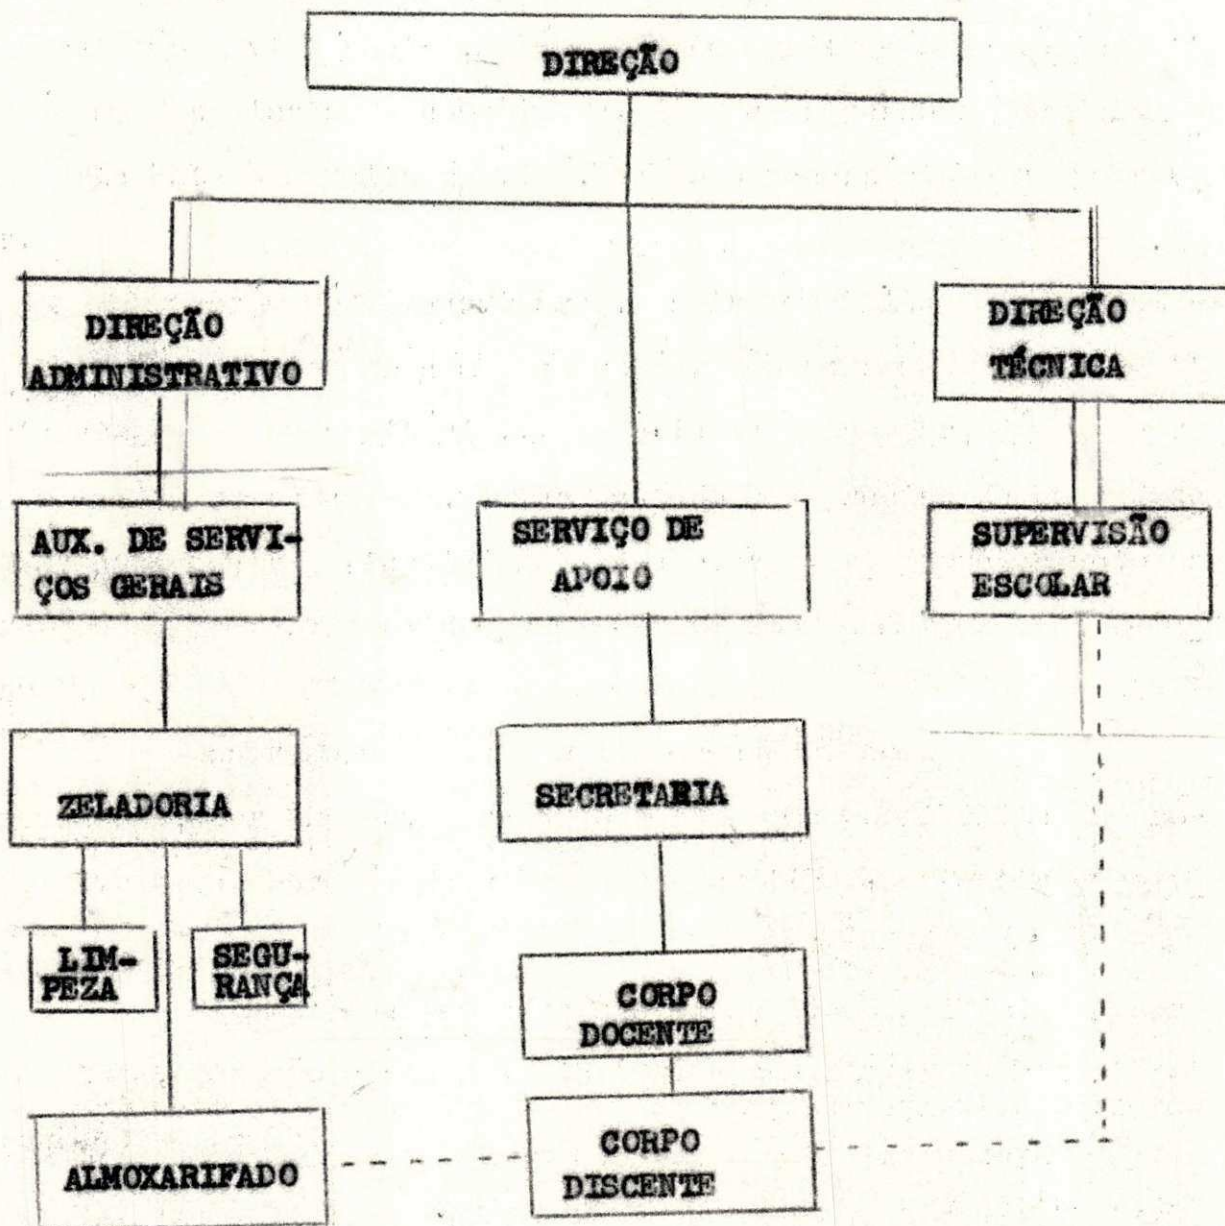 DIREÇÃO
DIREÇÃO
ADMINISTRATIVO
DIREÇÃO
TÉCNICA
AUX. DE SERVI-
ÇOS GERAIS
SERVIÇO DE
APOIO
SUPERVISÃO
ESCOLAR
ZELADORIA
SECRETARIA
LIM-
PEZA
SEGU-
RANÇA
CORPO
DOCENTE
ALMOXARIFADO
CORPO
DISCENTE